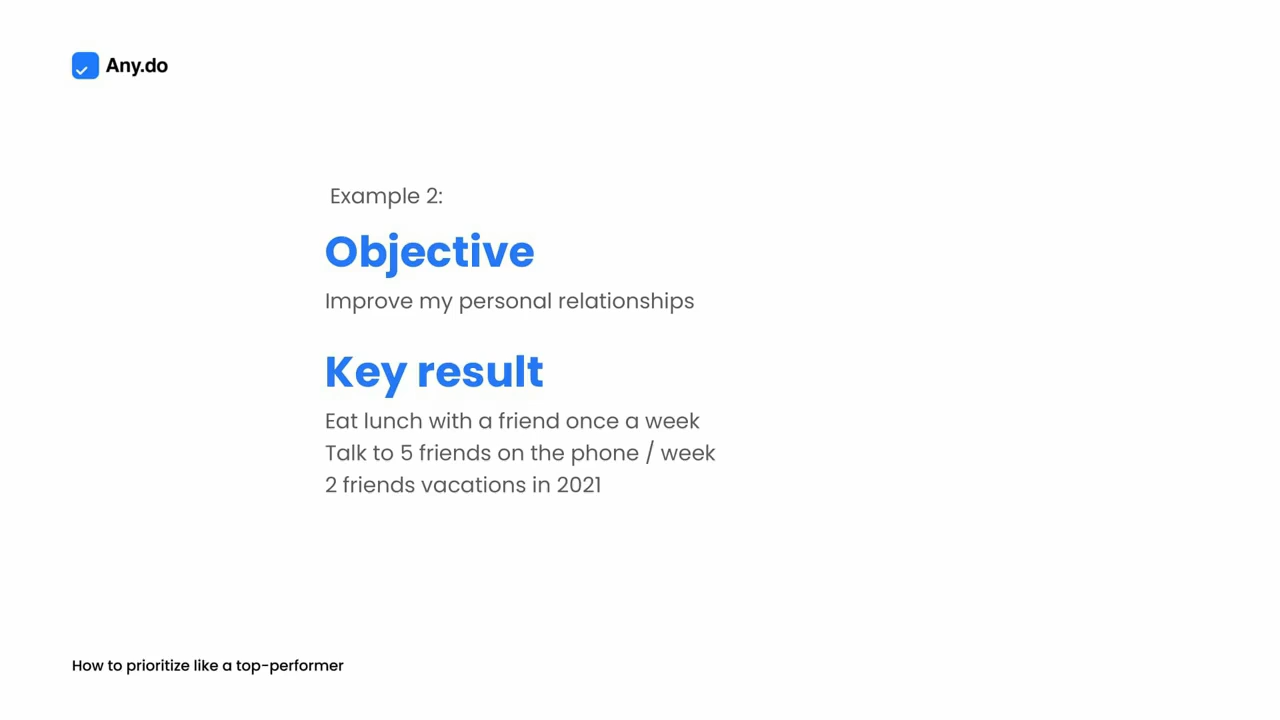 Any.do
Example 2:
Objective
Improve my personal relationships
Key result
Eat lunch with a friend once a week
Talk to 5 friends on the phone / week
2 friends vacations in 2021
How to prioritize like a top-performer